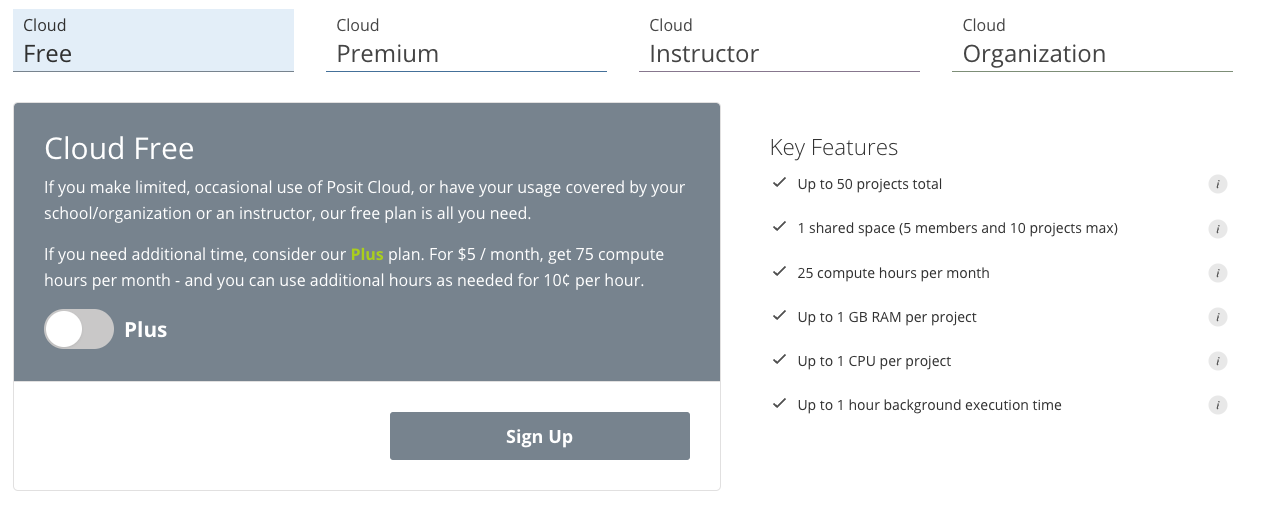 Cloud
Free
Cloud
Premium
Cloud
Instructor
Cloud
Organization
Cloud Free
If you make limited, occasional use of Posit Cloud, or have your usage covered by your
school/organization or an instructor, our free plan is all you need.
If you need additional time, consider our Plus plan. For $5 / month, get 75 compute
hours per month - and you can use additional hours as needed for 10¢ per hour.
Plus
Sign Up
Key Features
Up to 50 projects total
i
1 shared space (5 members and 10 projects max)
i
25 compute hours per month
i
Up to 1 GB RAM per project
i
Up to 1 CPU per project
i
Up to 1 hour background execution time
i